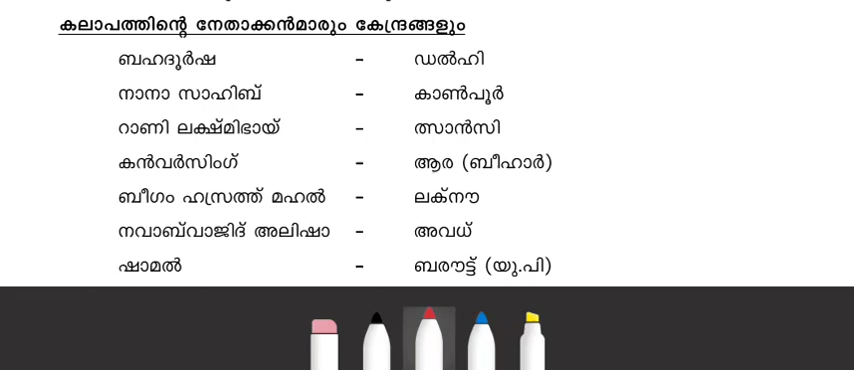 കലാപത്തിന്റെ നേതാക്കൻമാരും കേന്ദ്രങ്ങളും
ബഹദൂർഷ – ഡൽഹി
നാനാ സാഹിബ് – കാൺപൂർ
റാണി ലക്ഷ്മിഭായ് – ത്സാൻസി
കൻവർസിംഗ് – ആര (ബീഹാർ)
ബീഗം ഹസ്രത്ത് മഹൽ – ലക്നൗ
നവാബ്‌വാജിദ് അലിഷാ – അവധ്
ഷാമൽ – ബരൗട്ട് (യു.പി)